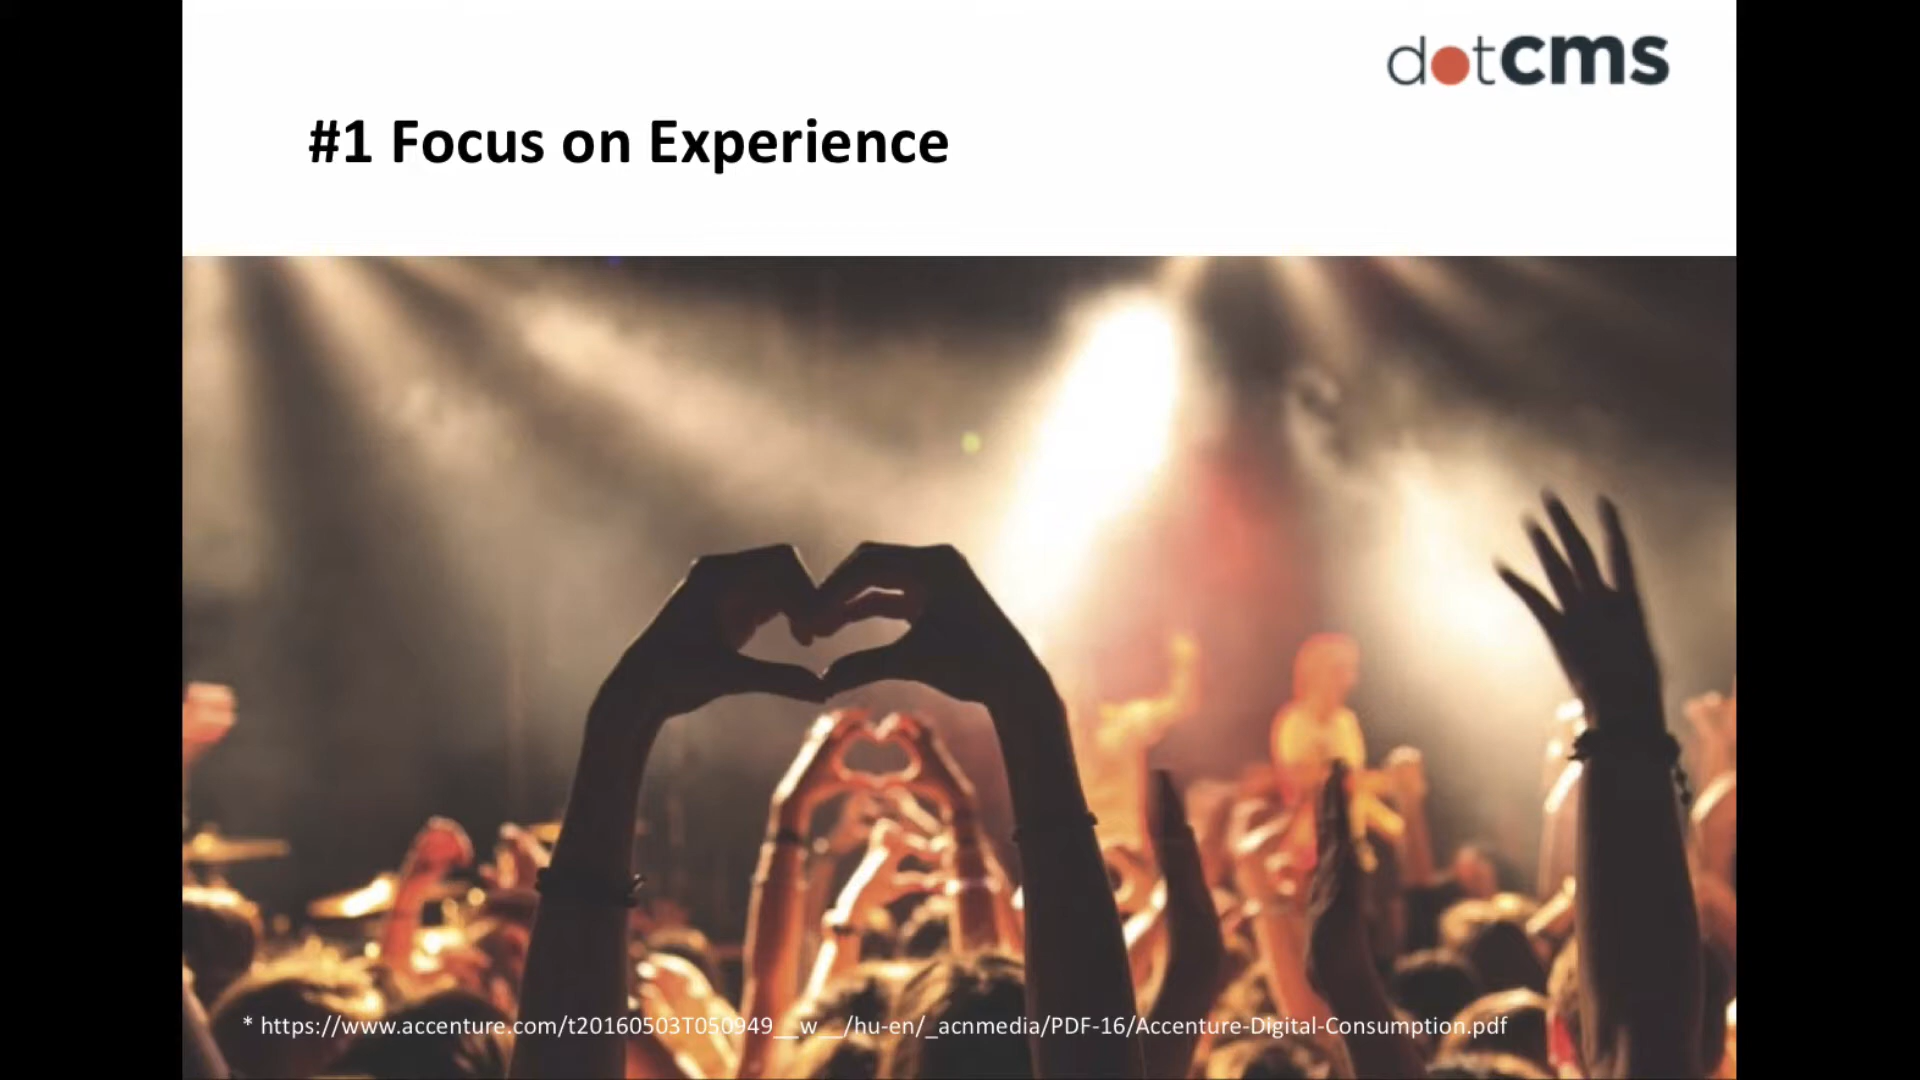 dotcms
#1 Focus on Experience
* https://www.accenture.com/t20160503T050949__w__/hu-en/_acnmedia/PDF-16/Accenture-Digital-Consumption.pdf